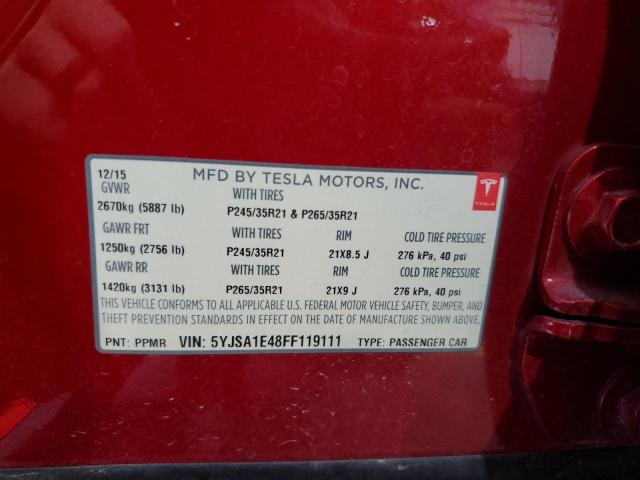 12/15 MFD BY TESLA MOTORS, INC.
GVWR WITH TIRES
2670kg (5887 lb) P245/35R21 & P265/35R21
GAWR FRT WITH TIRES RIM COLD TIRE PRESSURE
1250kg (2756 lb) P245/35R21 21X8.5 J 276 kPa, 40 psi
GAWR RR WITH TIRES RIM COLD TIRE PRESSURE
1420kg (3131 lb) P265/35R21 21X9 J 276 kPa, 40 psi
THIS VEHICLE CONFORMS TO ALL APPLICABLE U.S. FEDERAL MOTOR VEHICLE SAFETY, BUMPER, AND
THEFT PREVENTION STANDARDS IN EFFECT ON THE DATE OF MANUFACTURE SHOWN ABOVE.
PNT: PPMR VIN: 5YJSA1E48FF119111 TYPE: PASSENGER CAR
TESLA